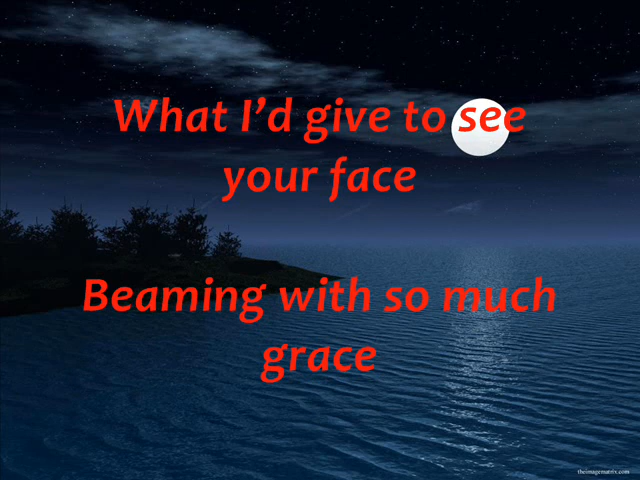 What I’d give to see
your face
Beaming with so much
grace
theimagematrix.com